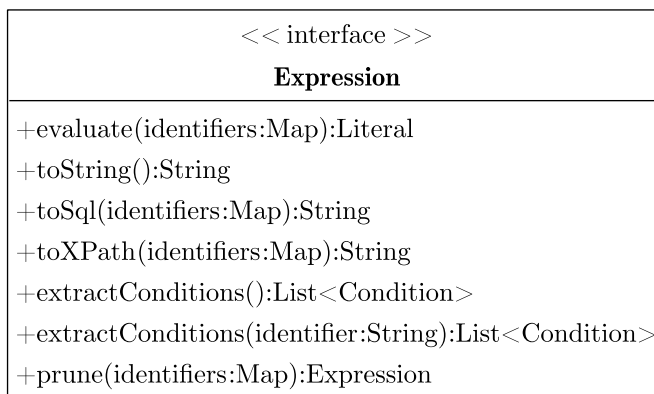 << interface >>
Expression
+evaluate(identifiers:Map):Literal
+toString():String
+toSql(identifiers:Map):String
+toXPath(identifiers:Map):String
+extractConditions():List<Condition>
+extractConditions(identifier:String):List<Condition>
+prune(identifiers:Map):Expression